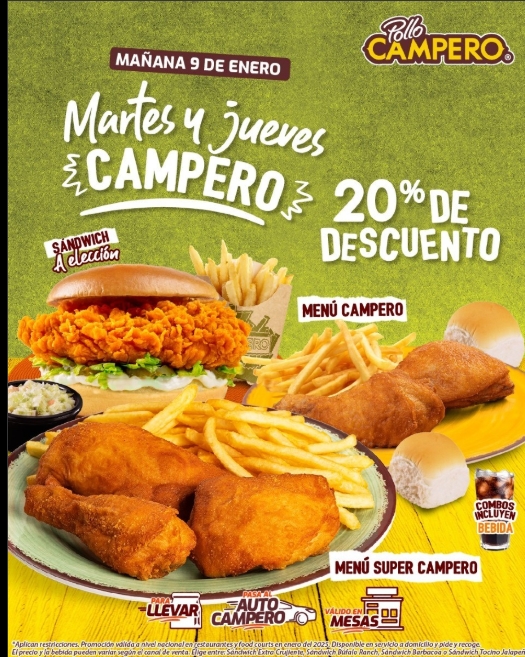 Pollo
CAMPERO®
MAÑANA 9 DE ENERO
Martes y jueves
CAMPERO
20% DE
DESCUENTO
SÁNDWICH
A elección
MENÚ CAMPERO
COMBOS
INCLUYEN
BEBIDA
MENÚ SUPER CAMPERO
PARA
LLEVAR
PASA AL
AUTO
CAMPERO
VÁLIDO EN
MESAS
*Aplican restricciones. Promoción válida a nivel nacional en restaurantes y food courts en enero del 2025. Disponible en servicio a domicilio y pide y recoge.
El precio y la bebida pueden variar según el canal de venta. Elige entre: Sándwich Extra Crujiente, Sándwich Búfalo Ranch, Sándwich Barbacoa o Sándwich Tocino Jalape